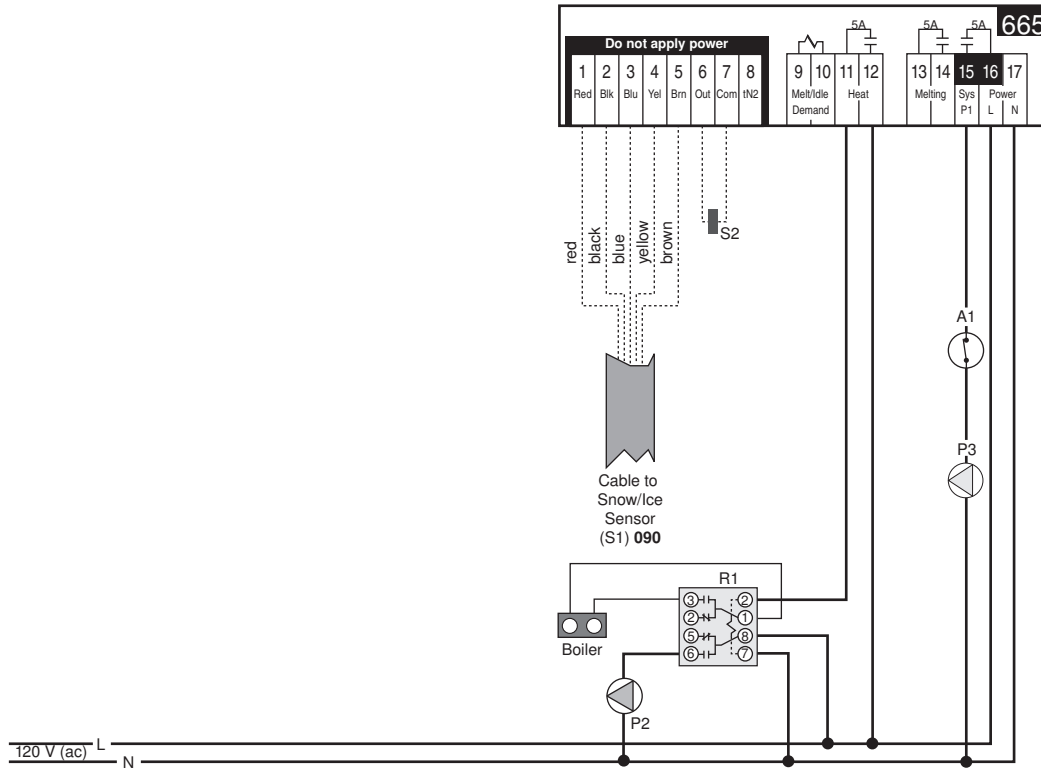 665
5A
5A
5A
Do not apply power
1 2 3 4 5 6 7 8
9 10 11 12
13 14 15 16 17
Red Blk Blu Yel Brn Out Com tN2
Melt/Idle Demand
Heat
Melting
Sys P1
Power
L N
red
black
blue
yellow
brown
S2
A1
P3
Cable to
Snow/Ice
Sensor
(S1) 090
R1
3 2
2 1
5 8
6 7
Boiler
P2
120 V (ac)
L
N